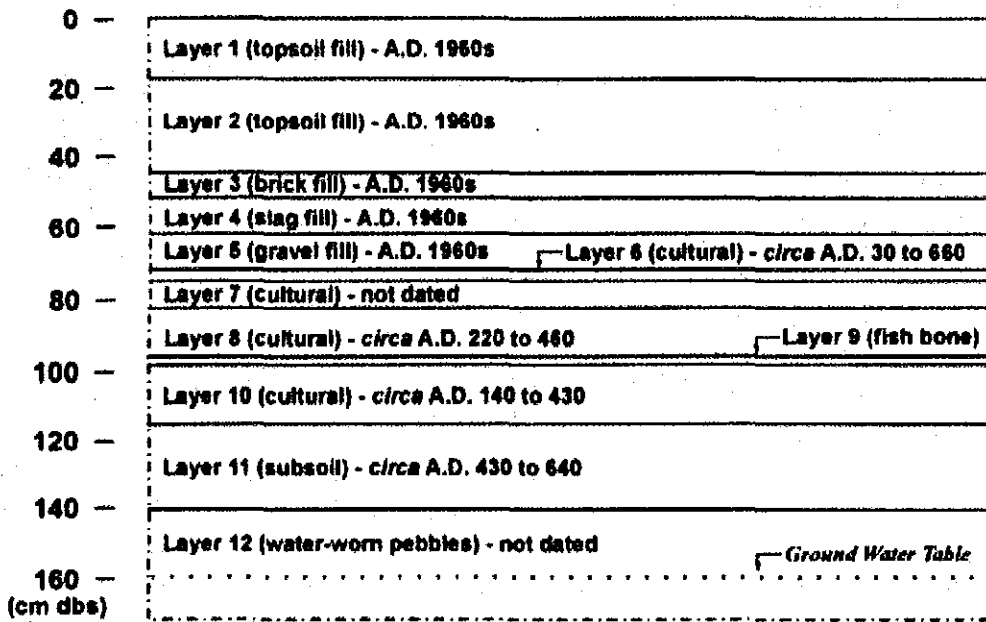 0 –
Layer 1 (topsoil fill) - A.D. 1960s
20 –
Layer 2 (topsoil fill) - A.D. 1960s
40 –
Layer 3 (brick fill) - A.D. 1960s
60 –
Layer 4 (slag fill) - A.D. 1960s
Layer 5 (gravel fill) - A.D. 1960s
Layer 6 (cultural) - circa A.D. 30 to 660
80 –
Layer 7 (cultural) - not dated
Layer 8 (cultural) - circa A.D. 220 to 460
Layer 9 (fish bone)
100 –
Layer 10 (cultural) - circa A.D. 140 to 430
120 –
Layer 11 (subsoil) - circa A.D. 430 to 640
140 –
Layer 12 (water-worn pebbles) - not dated
Ground Water Table
160 –
(cm dbs)